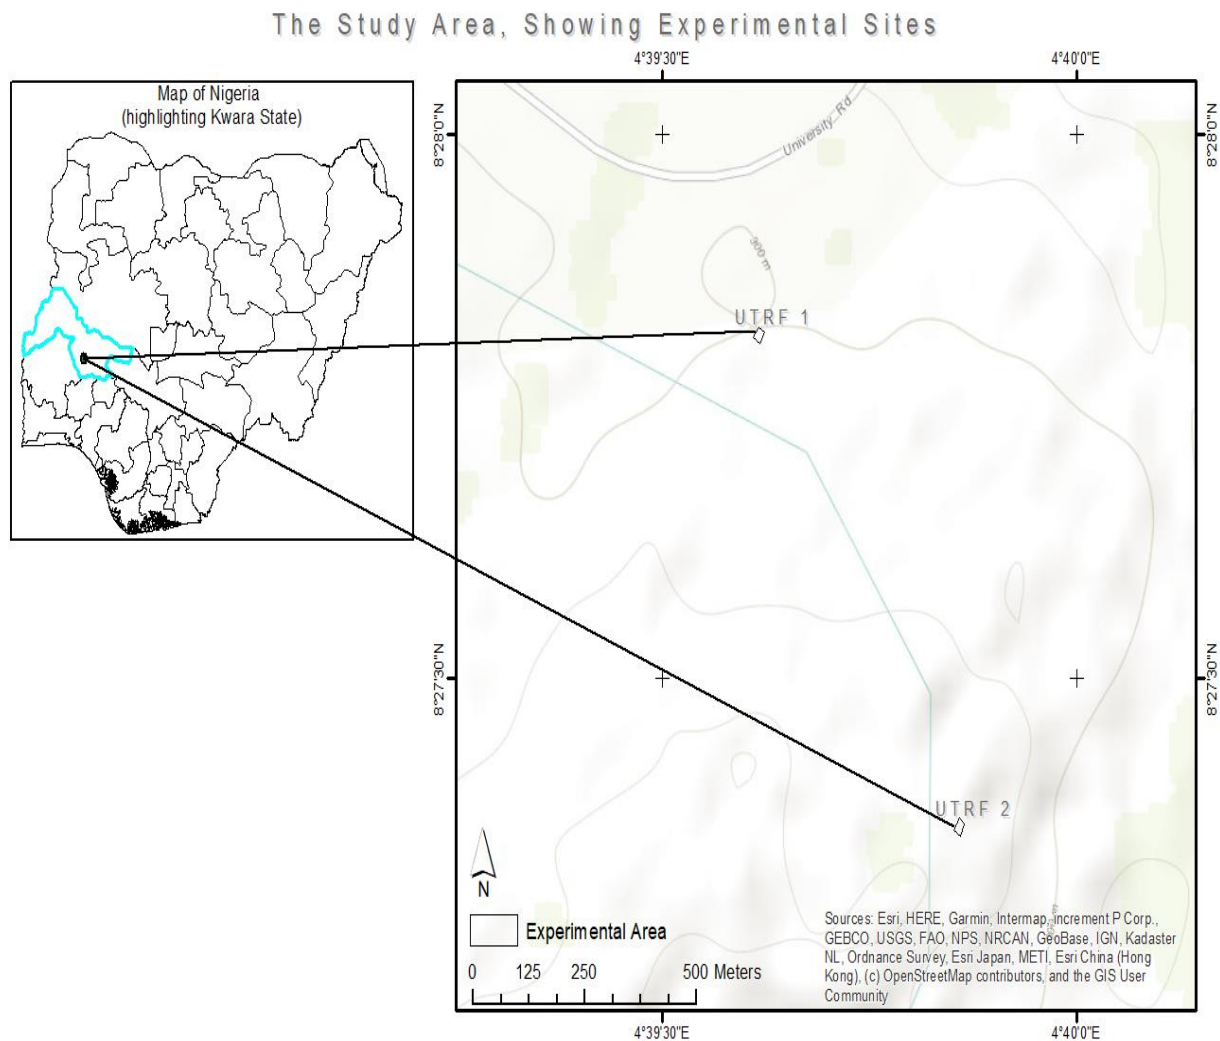 The Study Area, Showing Experimental Sites
4°39'30"E
4°40'0"E
Map of Nigeria
(highlighting Kwara State)
8°28'0"N
8°28'0"N
University Rd
300 m
UTRF 1
8°27'30"N
8°27'30"N
UTRF 2
N
Experimental Area
0 125 250 500 Meters
Sources: Esri, HERE, Garmin, Intermap, increment P Corp.,
GEBCO, USGS, FAO, NPS, NRCAN, GeoBase, IGN, Kadaster
NL, Ordnance Survey, Esri Japan, METI, Esri China (Hong
Kong), (c) OpenStreetMap contributors, and the GIS User
Community
4°39'30"E
4°40'0"E